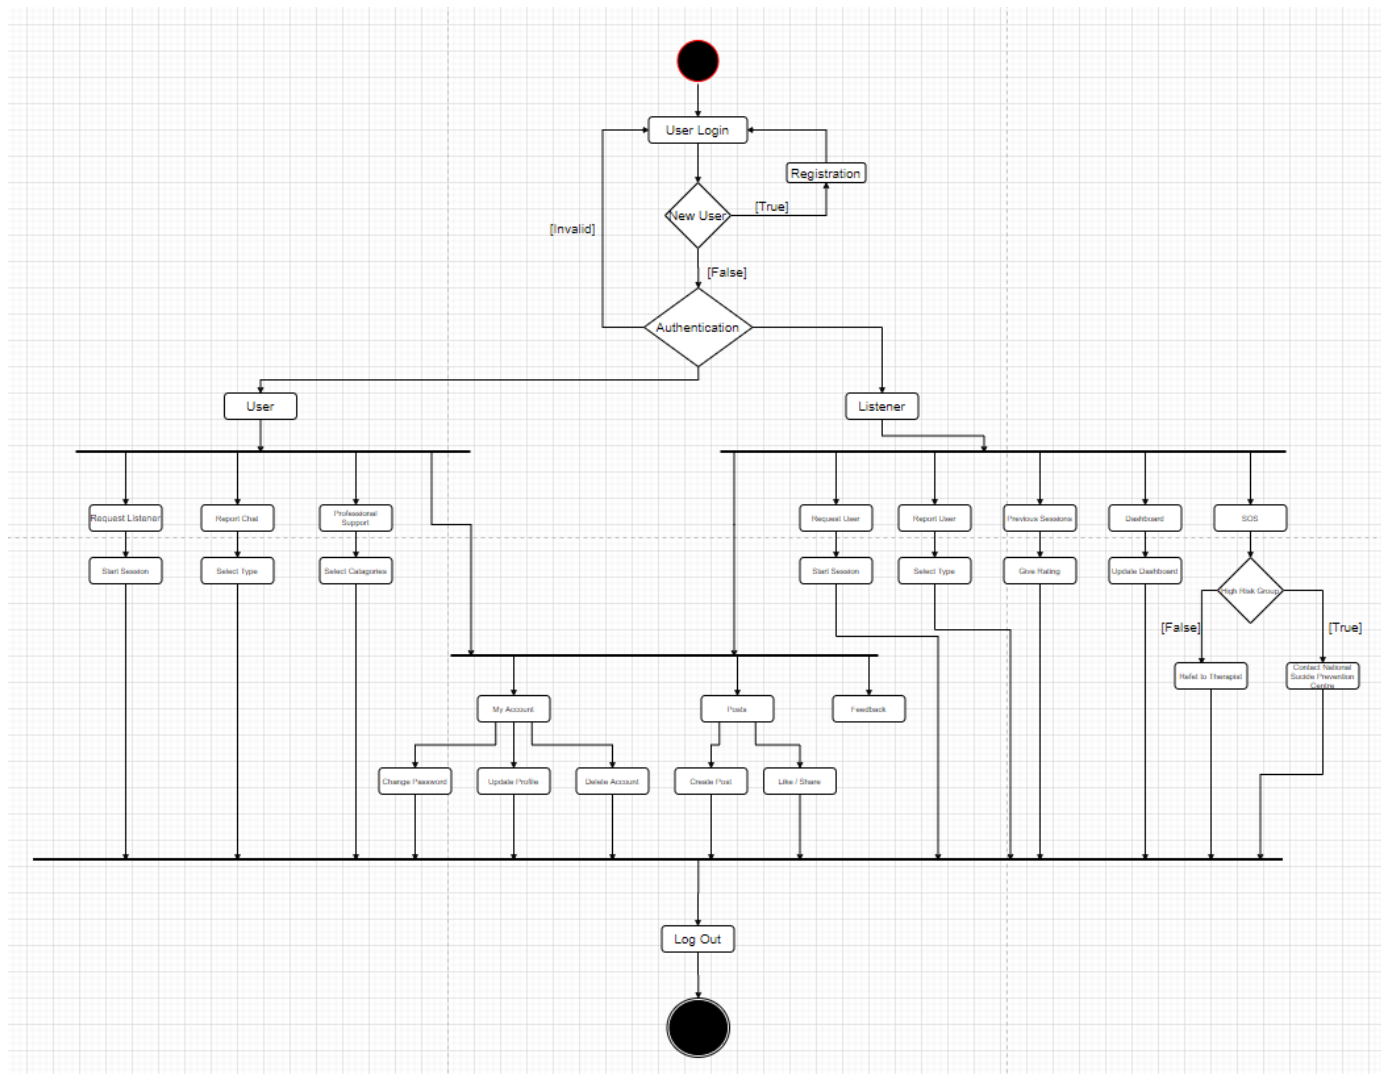 User Login
Registration
New User
[True]
[Invalid]
[False]
Authentication
User
Listener
Request Listener
Report Chat
Professional
Support
Request User
Report User
Previous Sessions
Dashboard
SOS
Start Session
Select Type
Select Catagories
Start Session
Select Type
Give Rating
Update Dashboard
High Risk Group
[False]
[True]
Refer to Therapist
Contact National
Suicide Prevention
Centre
My Account
Posts
Feedback
Change Password
Update Profile
Delete Account
Create Post
Like / Share
Log Out